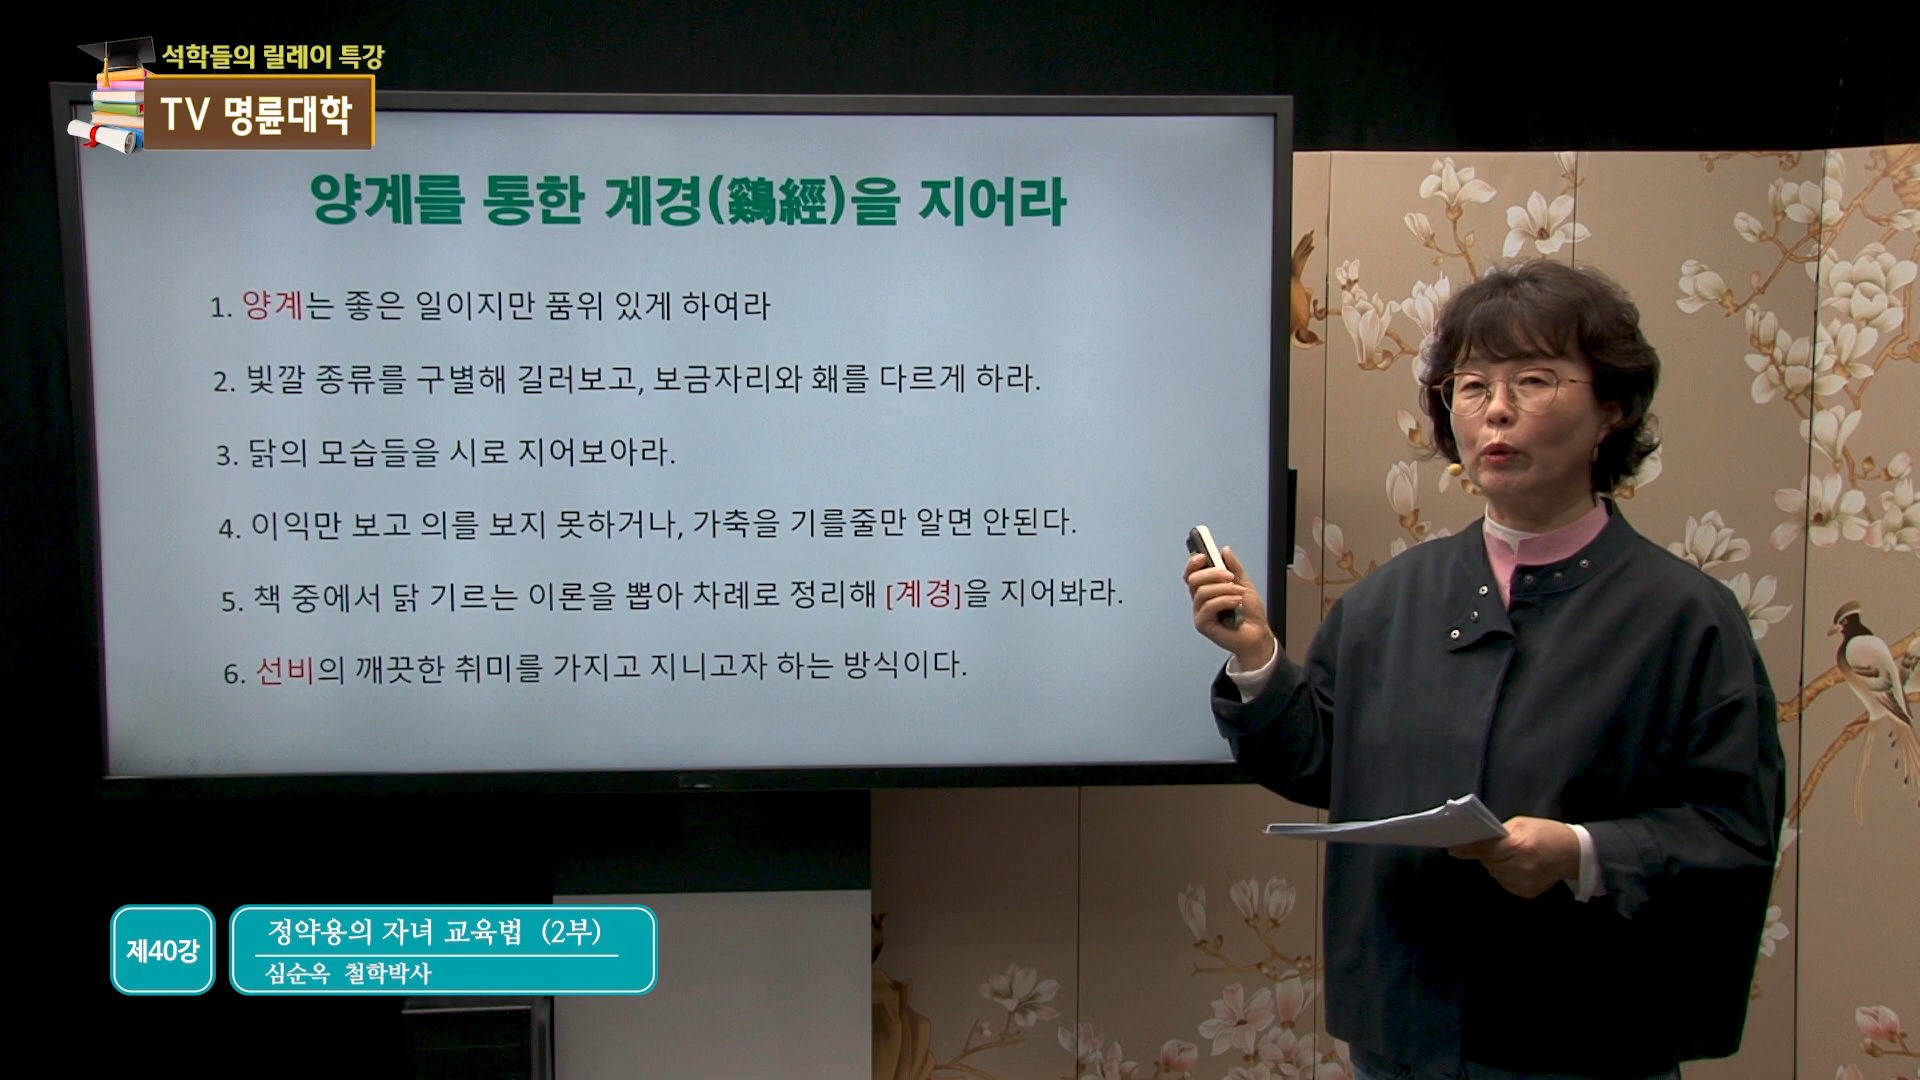 석학들의 릴레이 특강
TV 명륜대학
양계를 통한 계경(鷄經)을 지어라
1. 양계는 좋은 일이지만 품위 있게 하여라
2. 빛깔 종류를 구별해 길러보고, 보금자리와 홰를 다르게 하라.
3. 닭의 모습들을 시로 지어보아라.
4. 이익만 보고 의를 보지 못하거나, 가축을 기를줄만 알면 안된다.
5. 책 중에서 닭 기르는 이론을 뽑아 차례로 정리해 [계경]을 지어봐라.
6. 선비의 깨끗한 취미를 가지고 지니고자 하는 방식이다.
제40강
정약용의 자녀 교육법 (2부)
심순옥 철학박사